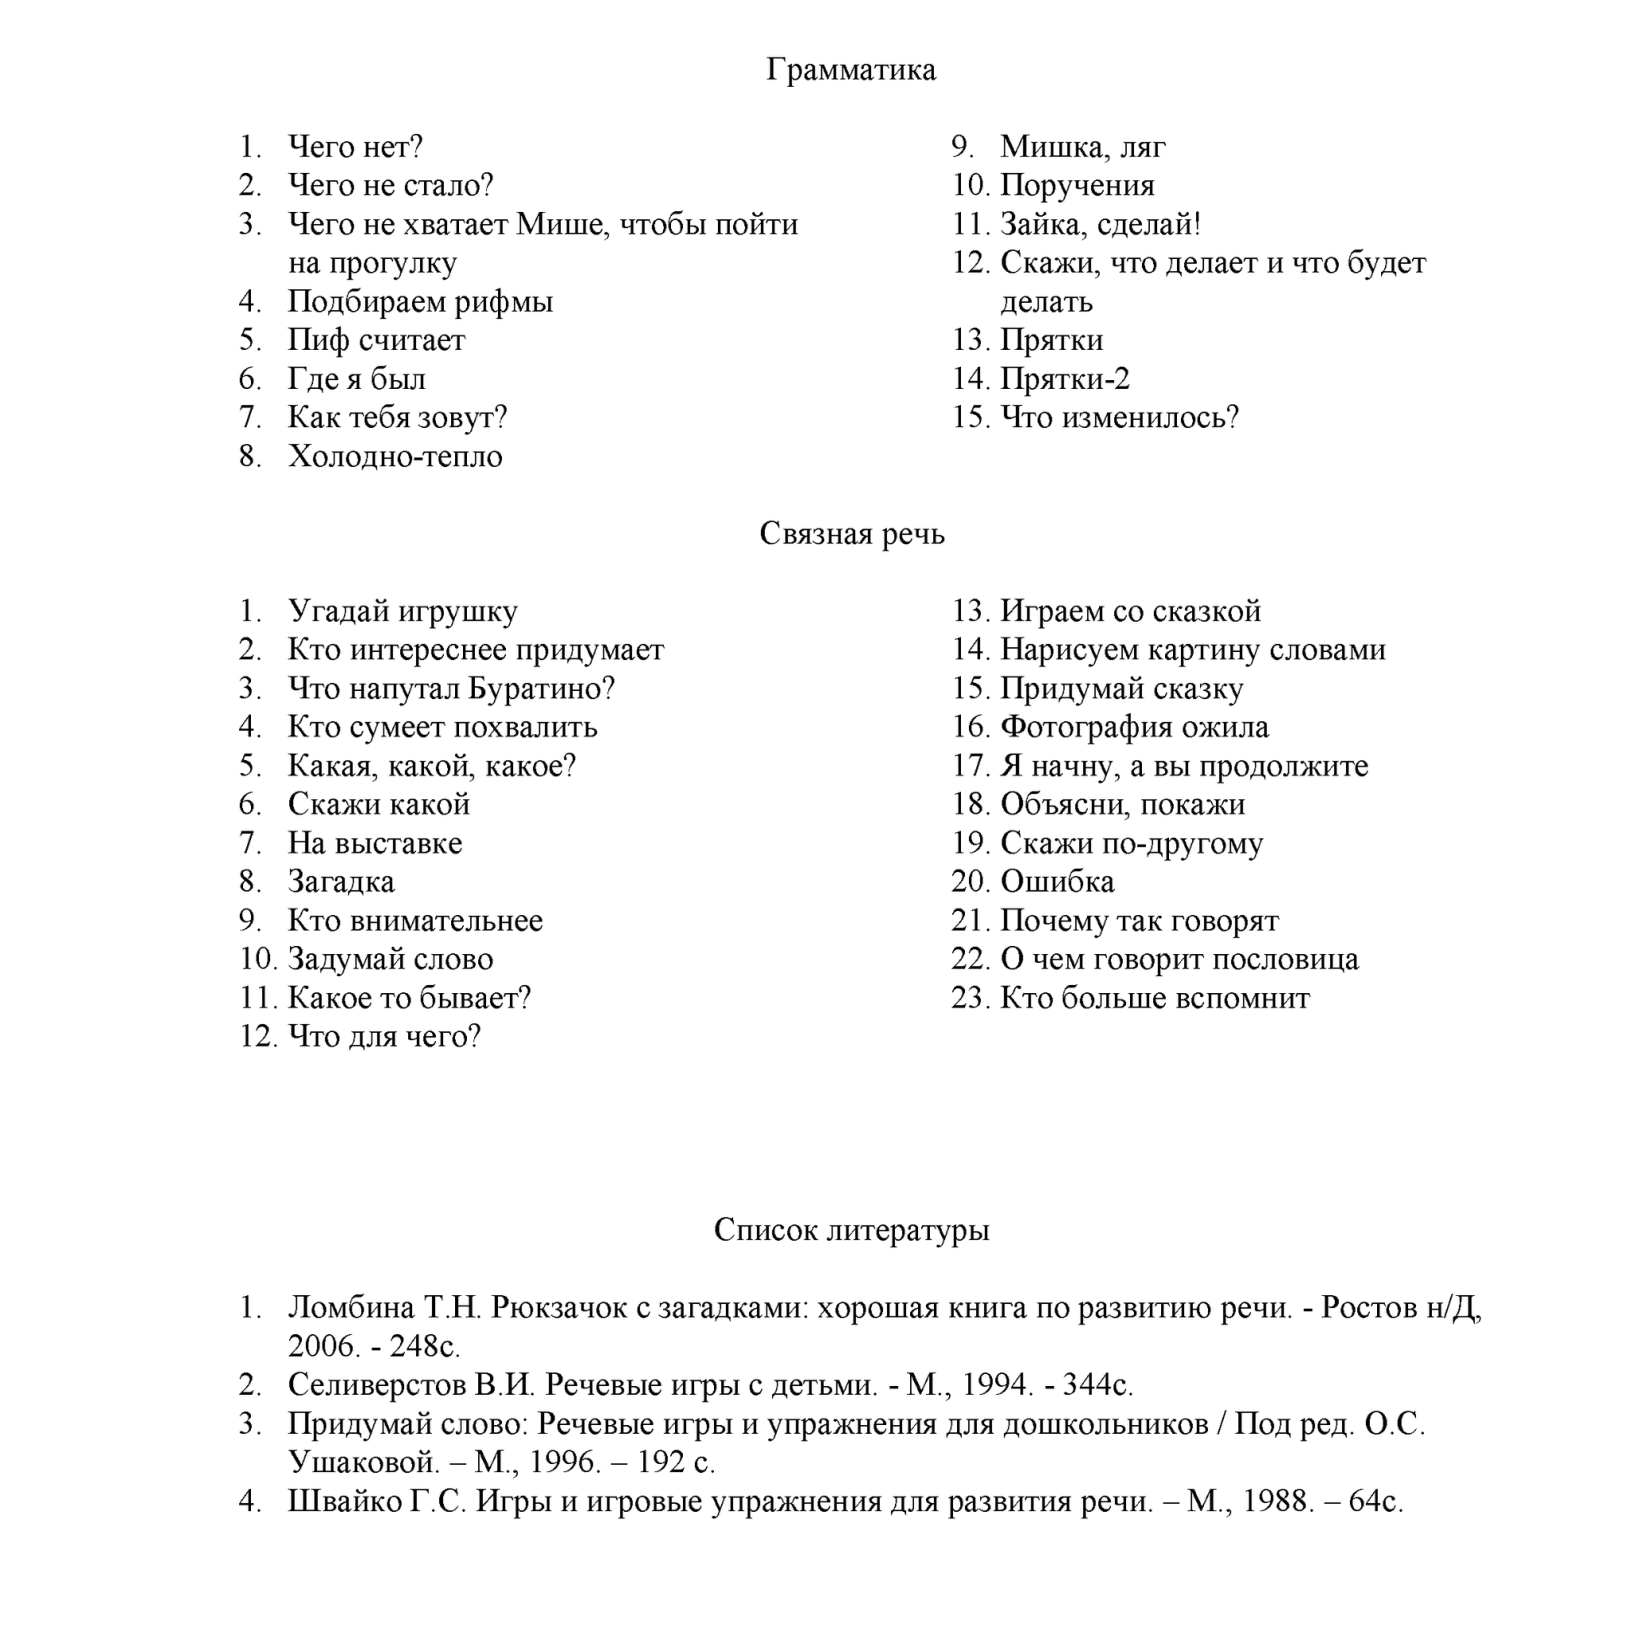 Грамматика
1. Чего нет?
2. Чего не стало?
3. Чего не хватает Мише, чтобы пойти
на прогулку
4. Подбираем рифмы
5. Пиф считает
6. Где я был
7. Как тебя зовут?
8. Холодно-тепло
9. Мишка, ляг
10. Поручения
11. Зайка, сделай!
12. Скажи, что делает и что будет
делать
13. Прятки
14. Прятки-2
15. Что изменилось?
Связная речь
1. Угадай игрушку
2. Кто интереснее придумает
3. Что напутал Буратино?
4. Кто сумеет похвалить
5. Какая, какой, какое?
6. Скажи какой
7. На выставке
8. Загадка
9. Кто внимательнее
10. Задумай слово
11. Какое то бывает?
12. Что для чего?
13. Играем со сказкой
14. Нарисуем картину словами
15. Придумай сказку
16. Фотография ожила
17. Я начну, а вы продолжите
18. Объясни, покажи
19. Скажи по-другому
20. Ошибка
21. Почему так говорят
22. О чем говорит пословица
23. Кто больше вспомнит
Список литературы
1. Ломбина Т.Н. Рюкзачок с загадками: хорошая книга по развитию речи. - Ростов н/Д,
2006. - 248с.
2. Селиверстов В.И. Речевые игры с детьми. - М., 1994. - 344с.
3. Придумай слово: Речевые игры и упражнения для дошкольников / Под ред. О.С.
Ушаковой. – М., 1996. – 192 с.
4. Швайко Г.С. Игры и игровые упражнения для развития речи. – М., 1988. – 64с.